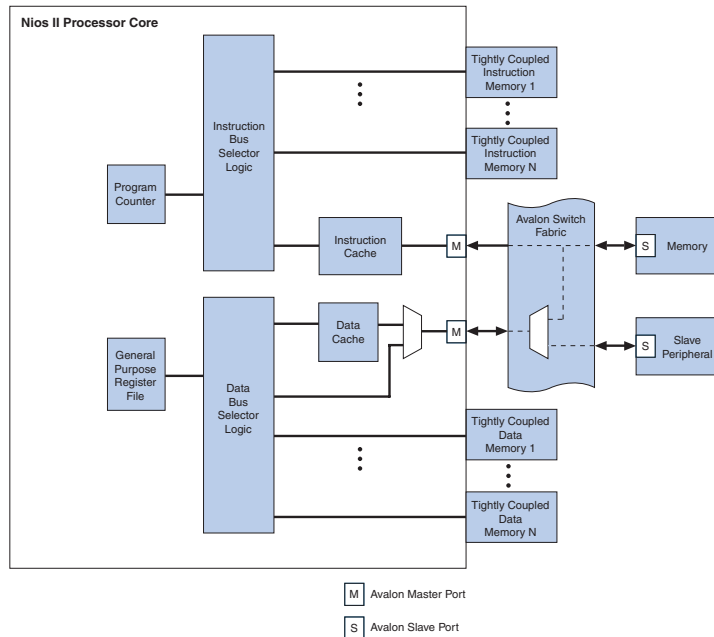 Nios II Processor Core
Instruction
Bus
Selector
Logic
Tightly Coupled
Instruction
Memory 1
Tightly Coupled
Instruction
Memory N
Program
Counter
Instruction
Cache
M
Avalon Switch
Fabric
S
Memory
Data
Cache
M
S
Slave
Peripheral
General
Purpose
Register
File
Data
Bus
Selector
Logic
Tightly Coupled
Data
Memory 1
Tightly Coupled
Data
Memory N
M Avalon Master Port
S Avalon Slave Port